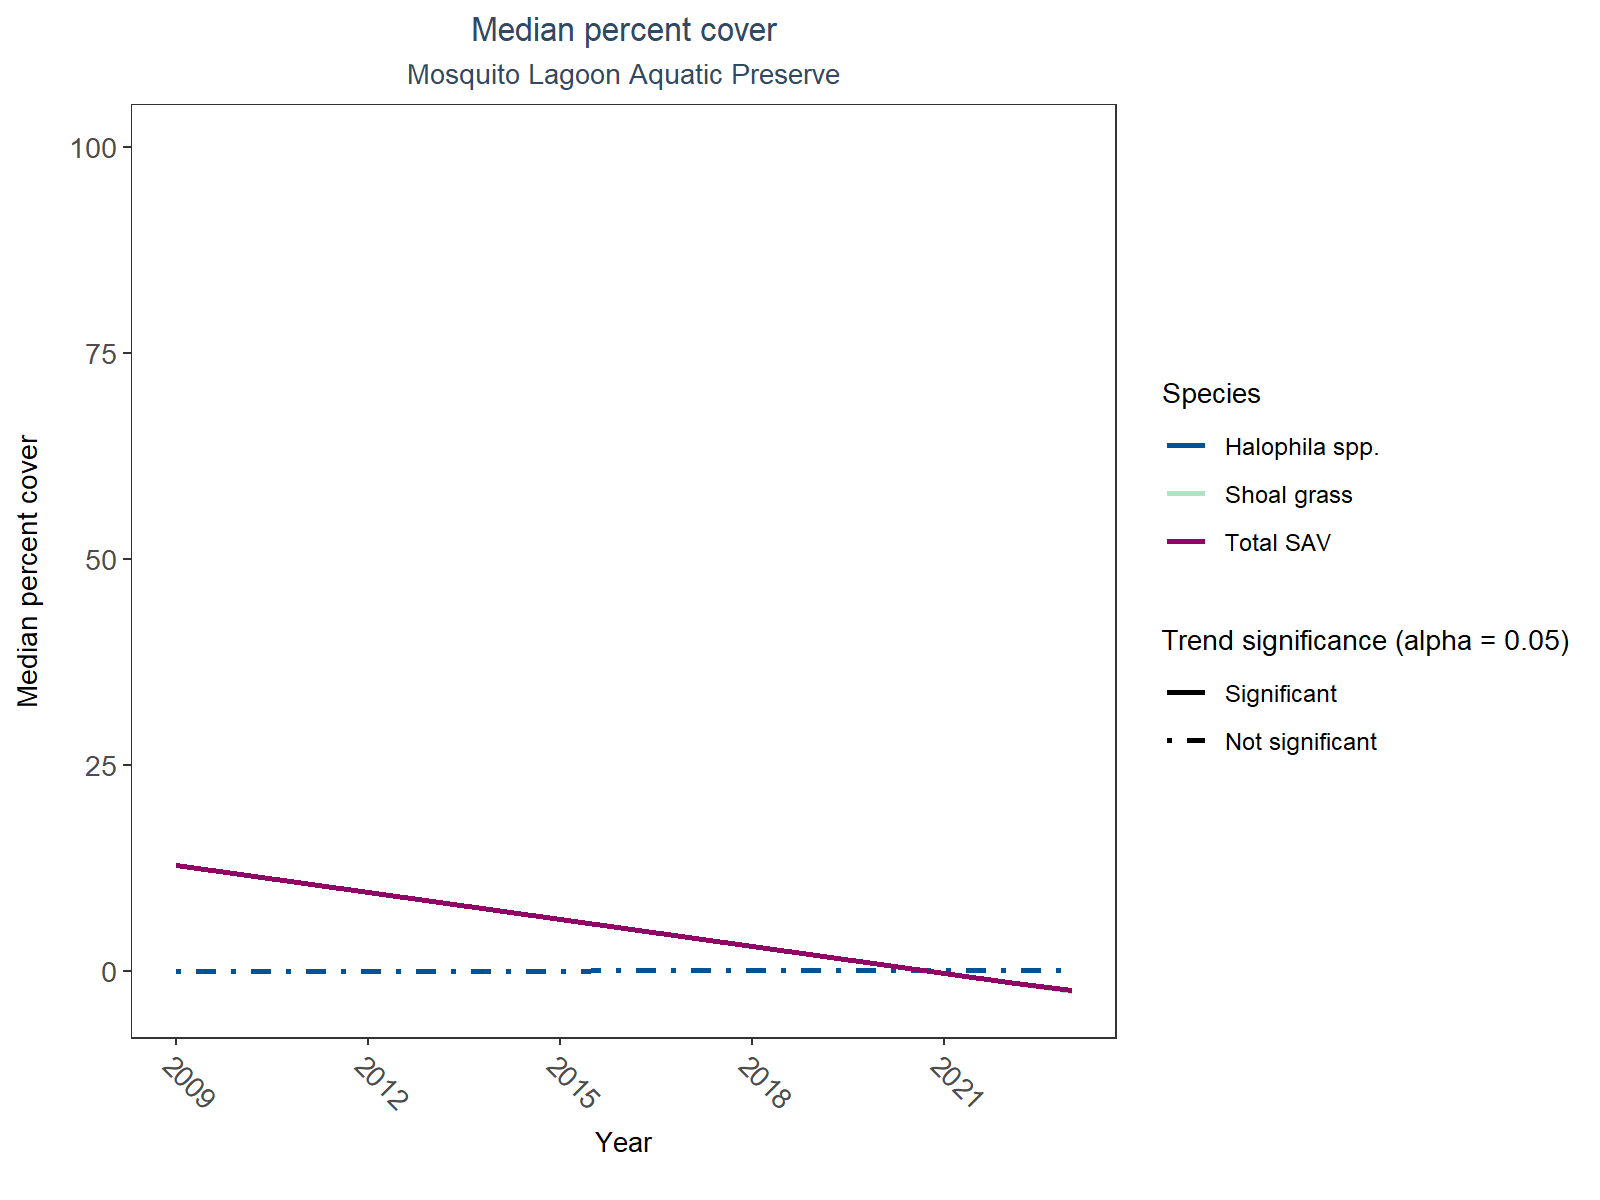 Median percent cover
Mosquito Lagoon Aquatic Preserve
100
75
50
25
0
Median percent cover
2009
2012
2015
2018
2021
Year
Species
Halophila spp.
Shoal grass
Total SAV
Trend significance (alpha = 0.05)
Significant
Not significant